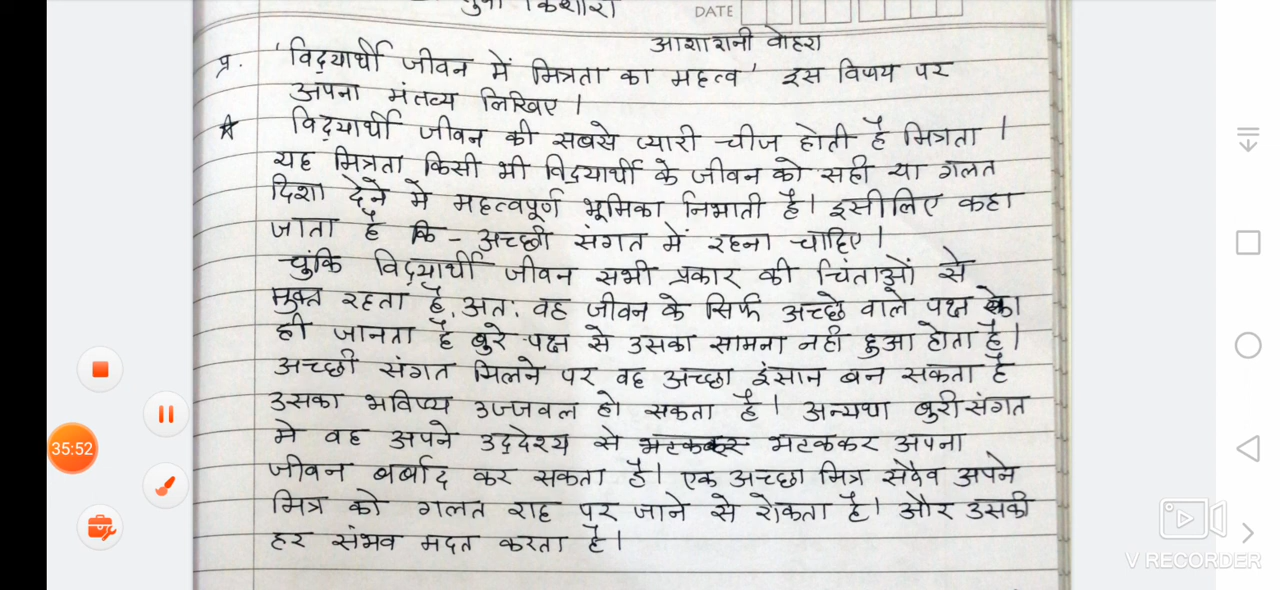 किशोरी
DATE
आशारानी वोहरा
प्र. 'विद्यार्थी जीवन में मित्रता का महत्व' इस विषय पर
अपना मंतव्य लिखिए।
विद्यार्थी जीवन की सबसे प्यारी चीज होती है मित्रता।
यह मित्रता किसी भी विद्यार्थी के जीवन को सही या गलत
दिशा देने मे महत्वपूर्ण भूमिका निभाती है। इसीलिए कहा
जाता है कि - अच्छी संगत में रहना चाहिए।
चुंकि विद्यार्थी जीवन सभी प्रकार की चिंताओं से
मुक्त रहता है, अतः वह जीवन के सिर्फ अच्छे वाले पक्ष को
ही जानता है बुरे पक्ष से उसका सामना नही हुआ होता है।
अच्छी संगत मिलने पर वह अच्छा इंसान बन सकता है
उसका भविष्य उज्जवल हो सकता है। अन्यथा बुरी संगत
मे वह अपने उद्देश्य से भटककर भटककर अपना
जीवन बर्बाद कर सकता है। एक अच्छा मित्र सदैव अपने
मित्र को गलत राह पर जाने से रोकता है। और उसकी
हर संभव मदत करता है।
35:52
V RECORDER